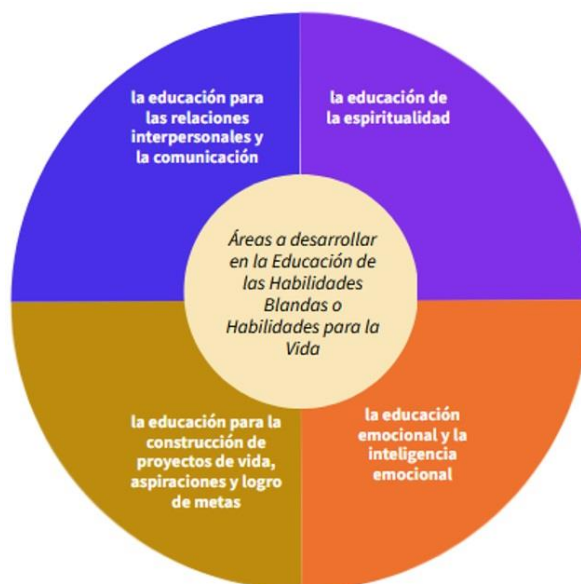 la educación para
las relaciones
interpersonales y
la comunicación
la educación de
la espiritualidad
Áreas a desarrollar
en la Educación de
las Habilidades
Blandas o
Habilidades para la
Vida
la educación para la
construcción de
proyectos de vida,
aspiraciones y logro
de metas
la educación
emocional y la
inteligencia
emocional